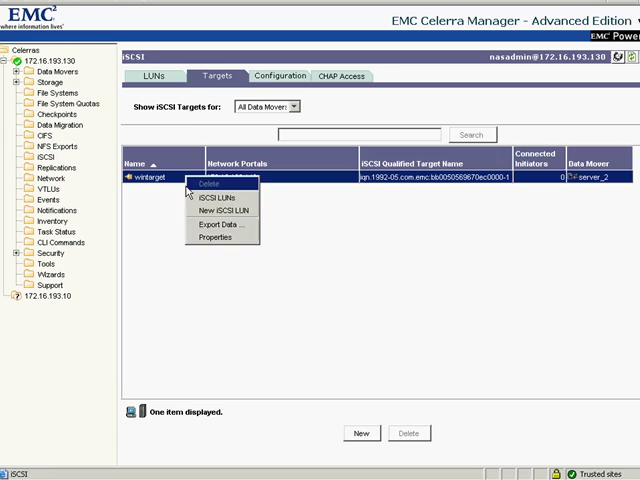 EMC²
where information lives®
EMC Celerra Manager - Advanced Edition
EMC² Power
Celerras
172.16.193.130
Data Movers
Storage
File Systems
File System Quotas
Checkpoints
Data Migration
CIFS
NFS Exports
iSCSI
Replications
Network
VTLUs
Events
Notifications
Inventory
Task Status
CLI Commands
Security
Tools
Wizards
Support
172.16.193.10
iSCSI
nasadmin@172.16.193.130
LUNs
Targets
Configuration
CHAP Access
Show iSCSI Targets for:
All Data Movers
Search
Name
Network Portals
iSCSI Qualified Target Name
Connected Initiators
Data Mover
wintarget
iqn.1992-05.com.emc:bb0050569670ec0000-1
0
server_2
Delete
iSCSI LUNs
New iSCSI LUN
Export Data ...
Properties
One item displayed.
New
Delete
iSCSI
Trusted sites